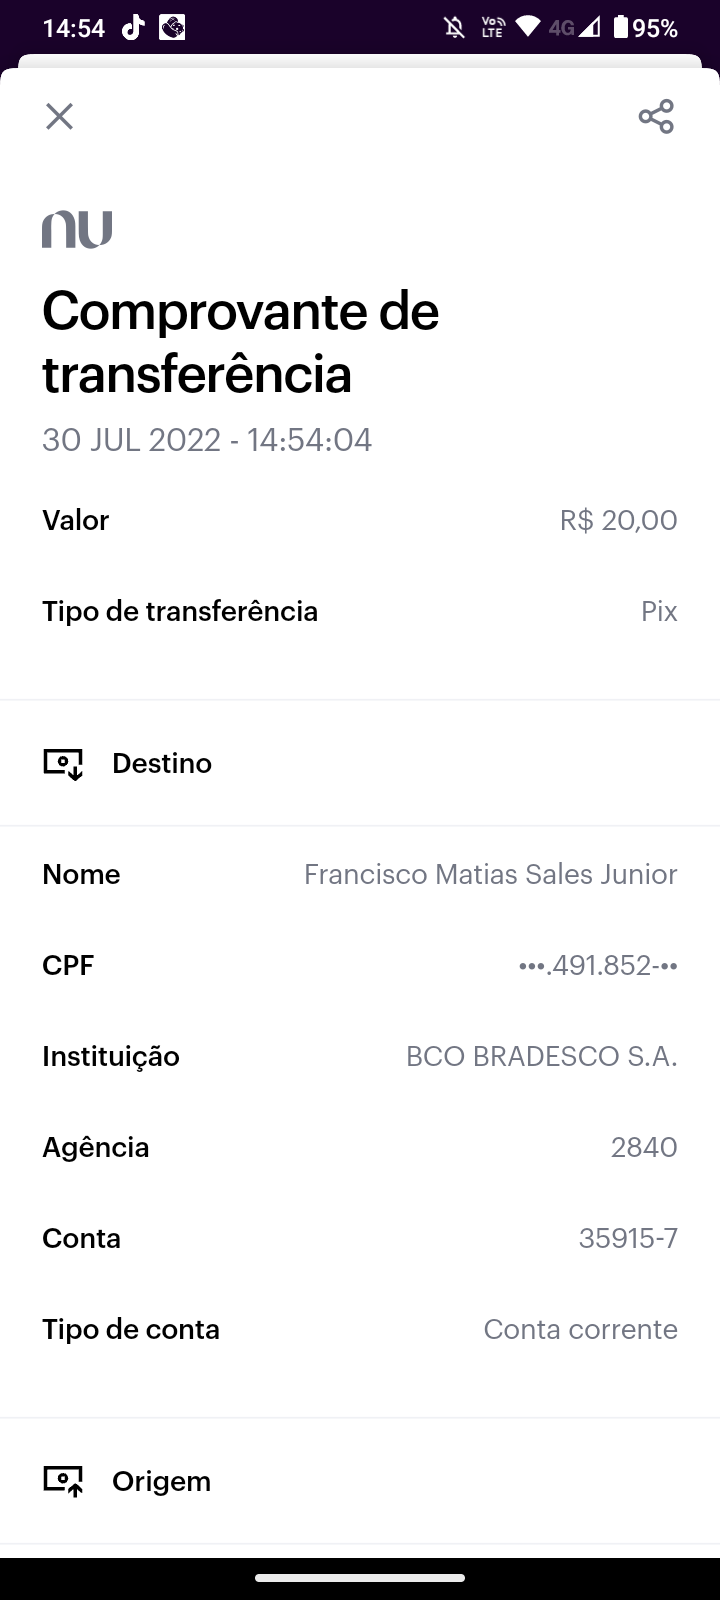 14:54 Vo LTE 4G 95%
nu
Comprovante de
transferência
30 JUL 2022 - 14:54:04
Valor R$ 20,00
Tipo de transferência Pix
Destino
Nome Francisco Matias Sales Junior
CPF •••.491.852-••
Instituição BCO BRADESCO S.A.
Agência 2840
Conta 35915-7
Tipo de conta Conta corrente
Origem